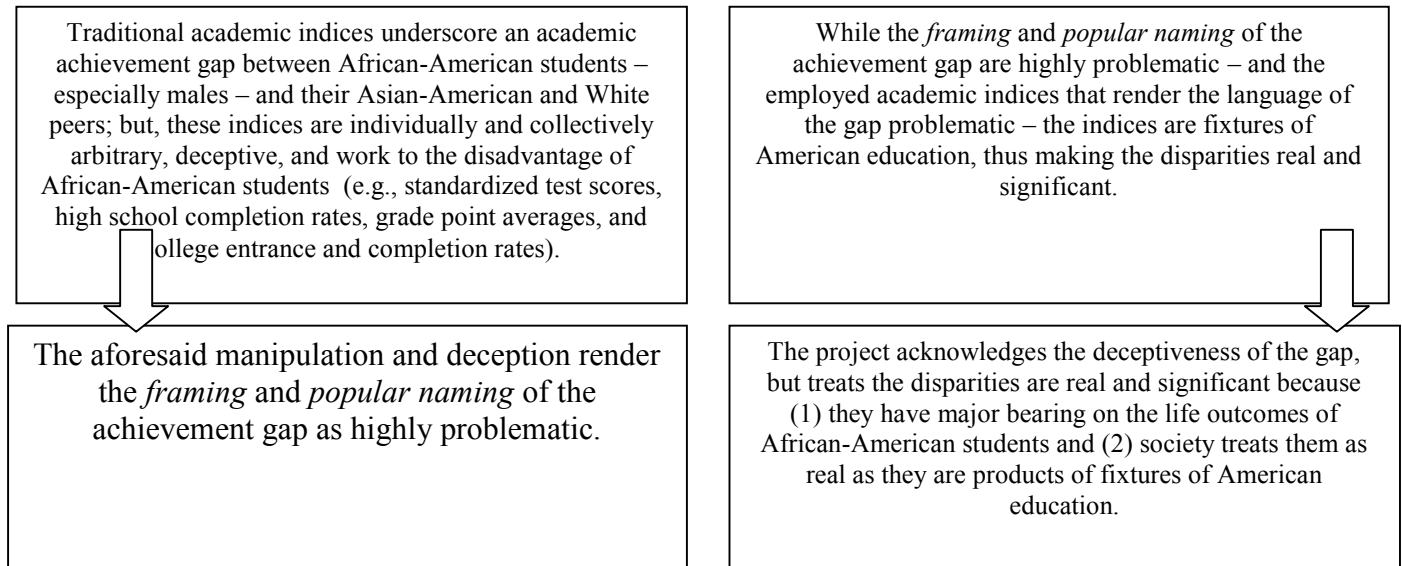 Traditional academic indices underscore an academic
achievement gap between African-American students –
especially males – and their Asian-American and White
peers; but, these indices are individually and collectively
arbitrary, deceptive, and work to the disadvantage of
African-American students (e.g., standardized test scores,
high school completion rates, grade point averages, and
ollege entrance and completion rates).
The aforesaid manipulation and deception render
the framing and popular naming of the
achievement gap as highly problematic.
While the framing and popular naming of the
achievement gap are highly problematic – and the
employed academic indices that render the language of
the gap problematic – the indices are fixtures of
American education, thus making the disparities real and
significant.
The project acknowledges the deceptiveness of the gap,
but treats the disparities are real and significant because
(1) they have major bearing on the life outcomes of
African-American students and (2) society treats them as
real as they are products of fixtures of American
education.